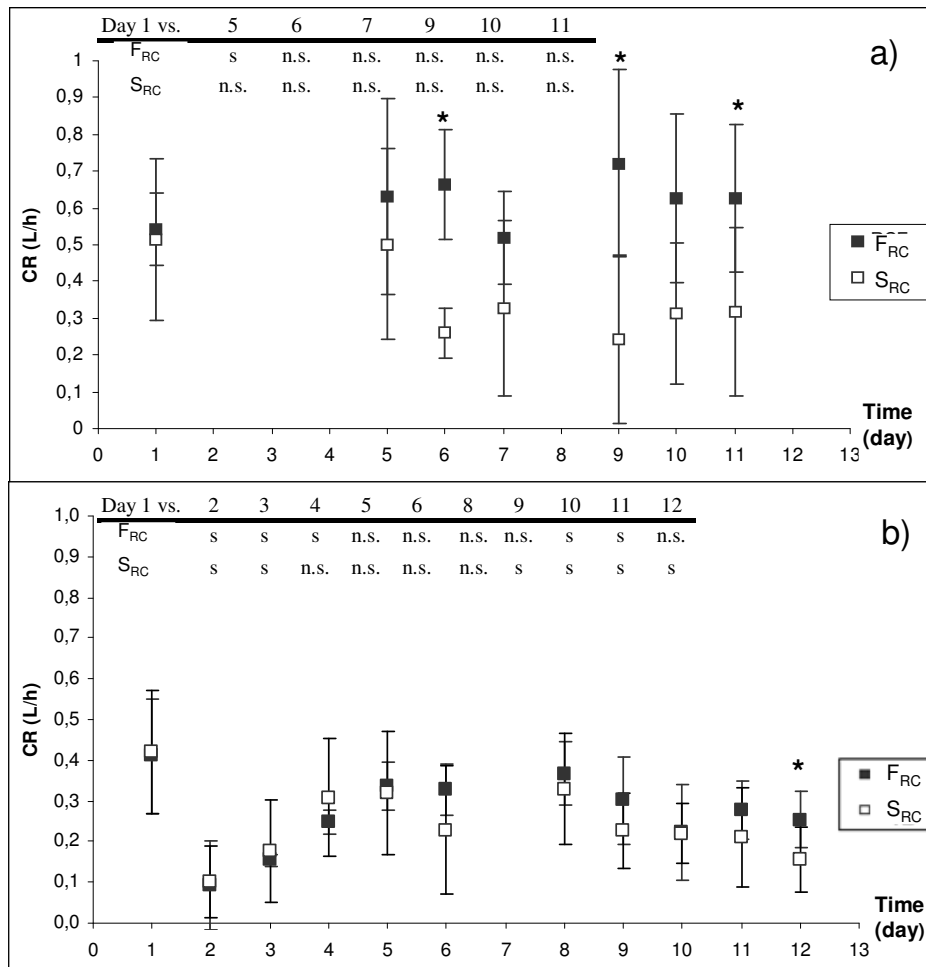 Day 1 vs. 5 6 7 9 10 11
FRC s n.s. n.s. n.s. n.s. n.s.
SRC n.s. n.s. n.s. n.s. n.s. n.s.
a)
1
0,9
0,8
0,7
0,6
0,5
0,4
0,3
0,2
0,1
0
CR (L/h)
* * *
FRC
SRC
Time
(day)
0 1 2 3 4 5 6 7 8 9 10 11 12 13
Day 1 vs. 2 3 4 5 6 8 9 10 11 12
FRC s s s n.s. n.s. n.s. n.s. s s n.s.
SRC s s n.s. n.s. n.s. n.s. s s s s
b)
1,0
0,9
0,8
0,7
0,6
0,5
0,4
0,3
0,2
0,1
0,0
CR (L/h)
*
FRC
SRC
Time
(day)
0 1 2 3 4 5 6 7 8 9 10 11 12 13